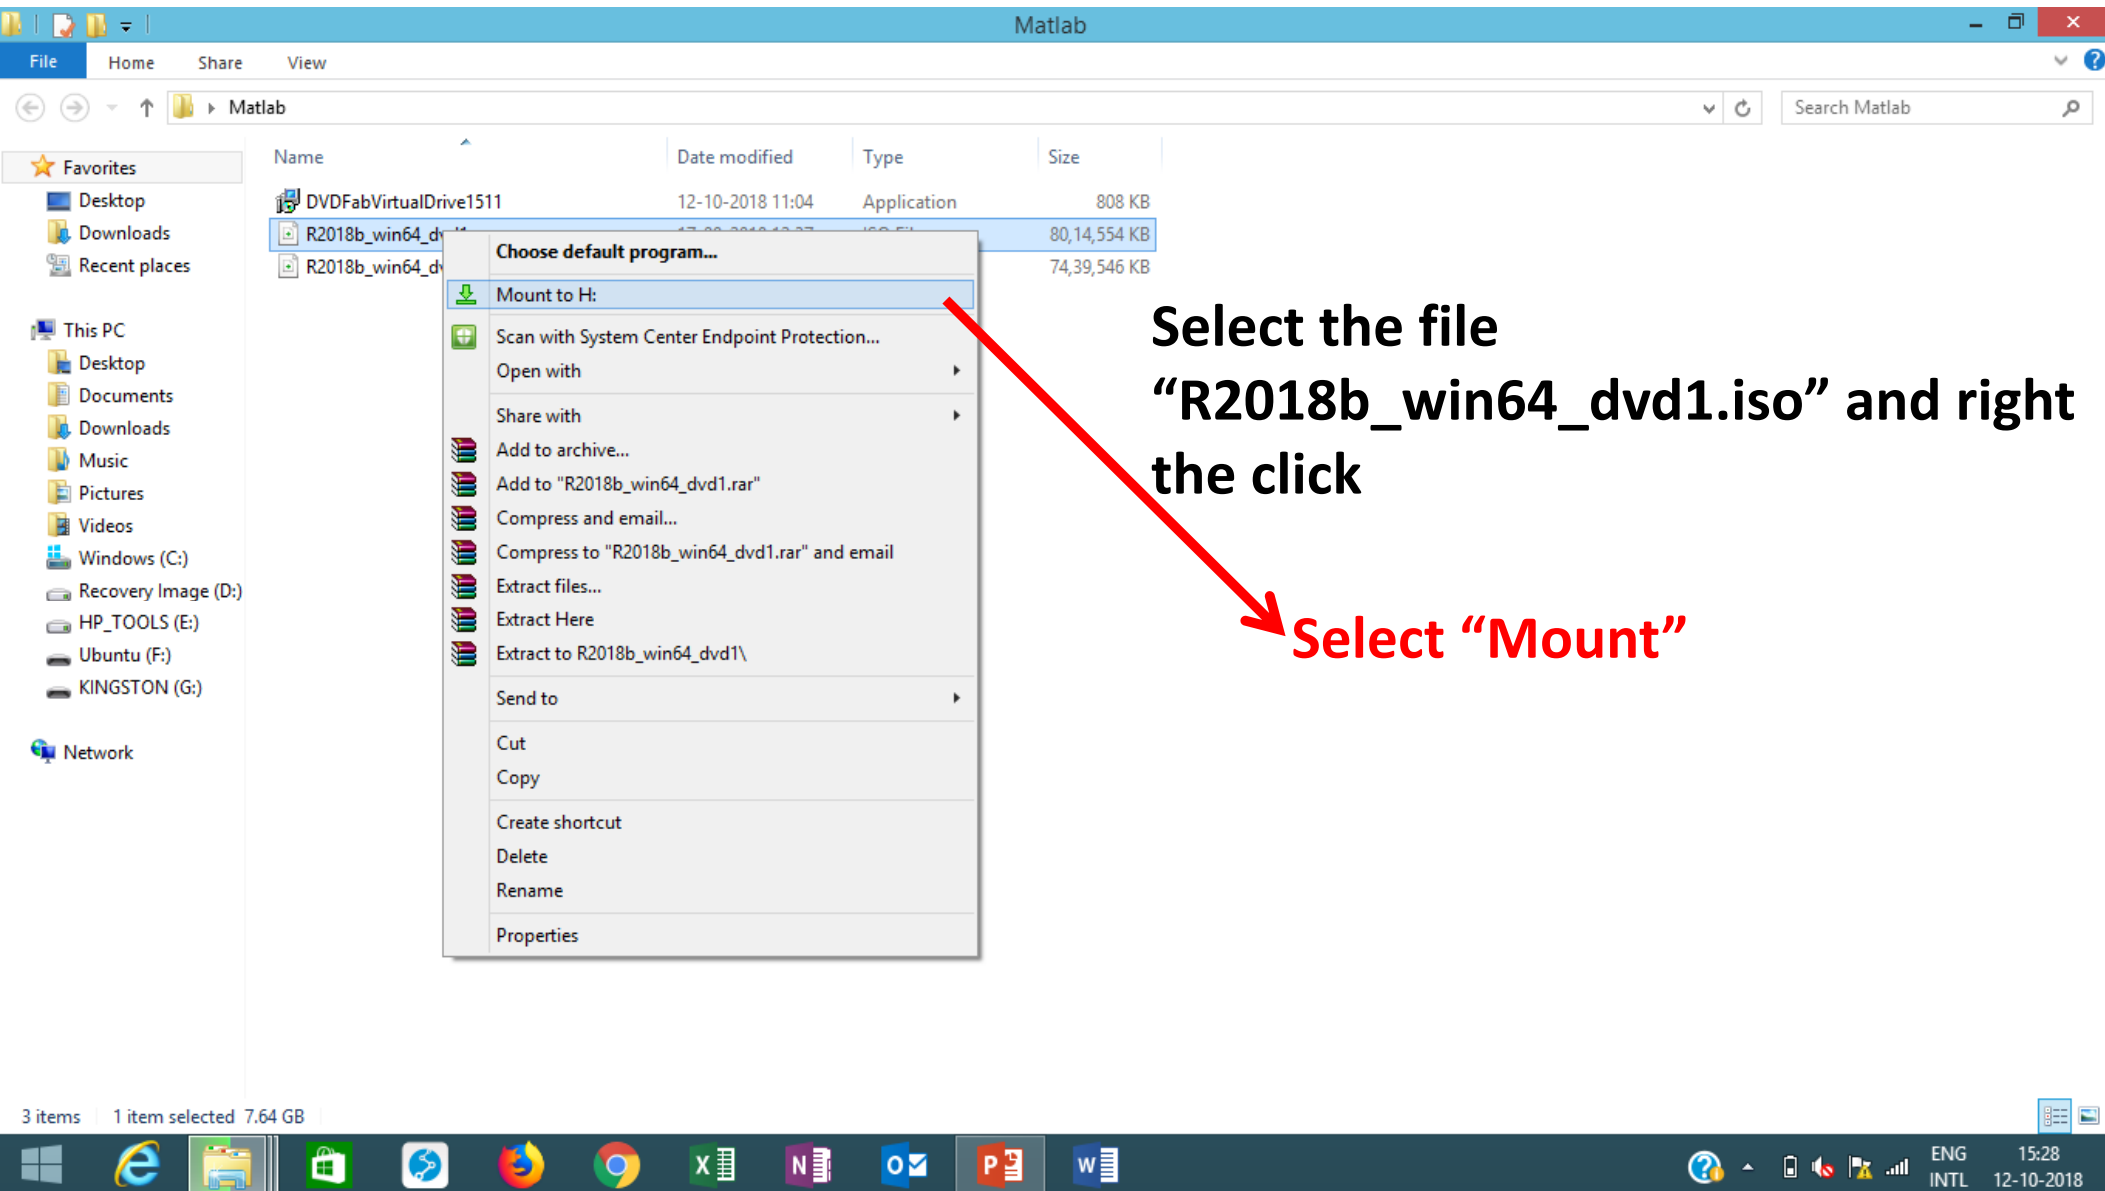 Matlab
File Home Share View
Matlab
Search Matlab
Name Date modified Type Size
Favorites
Desktop
Downloads
Recent places
This PC
Desktop
Documents
Downloads
Music
Pictures
Videos
Windows (C:)
Recovery Image (D:)
HP_TOOLS (E:)
Ubuntu (F:)
KINGSTON (G:)
Network
DVDFabVirtualDrive1511 12-10-2018 11:04 Application 808 KB
R2018b_win64_dvd1 80,14,554 KB
R2018b_win64_dv 74,39,546 KB
Choose default program...
Mount to H:
Scan with System Center Endpoint Protection...
Open with
Share with
Add to archive...
Add to "R2018b_win64_dvd1.rar"
Compress and email...
Compress to "R2018b_win64_dvd1.rar" and email
Extract files...
Extract Here
Extract to R2018b_win64_dvd1\
Send to
Cut
Copy
Create shortcut
Delete
Rename
Properties
Select the file
“R2018b_win64_dvd1.iso” and right
the click
Select “Mount”
3 items 1 item selected 7.64 GB
ENG 15:28
INTL 12-10-2018